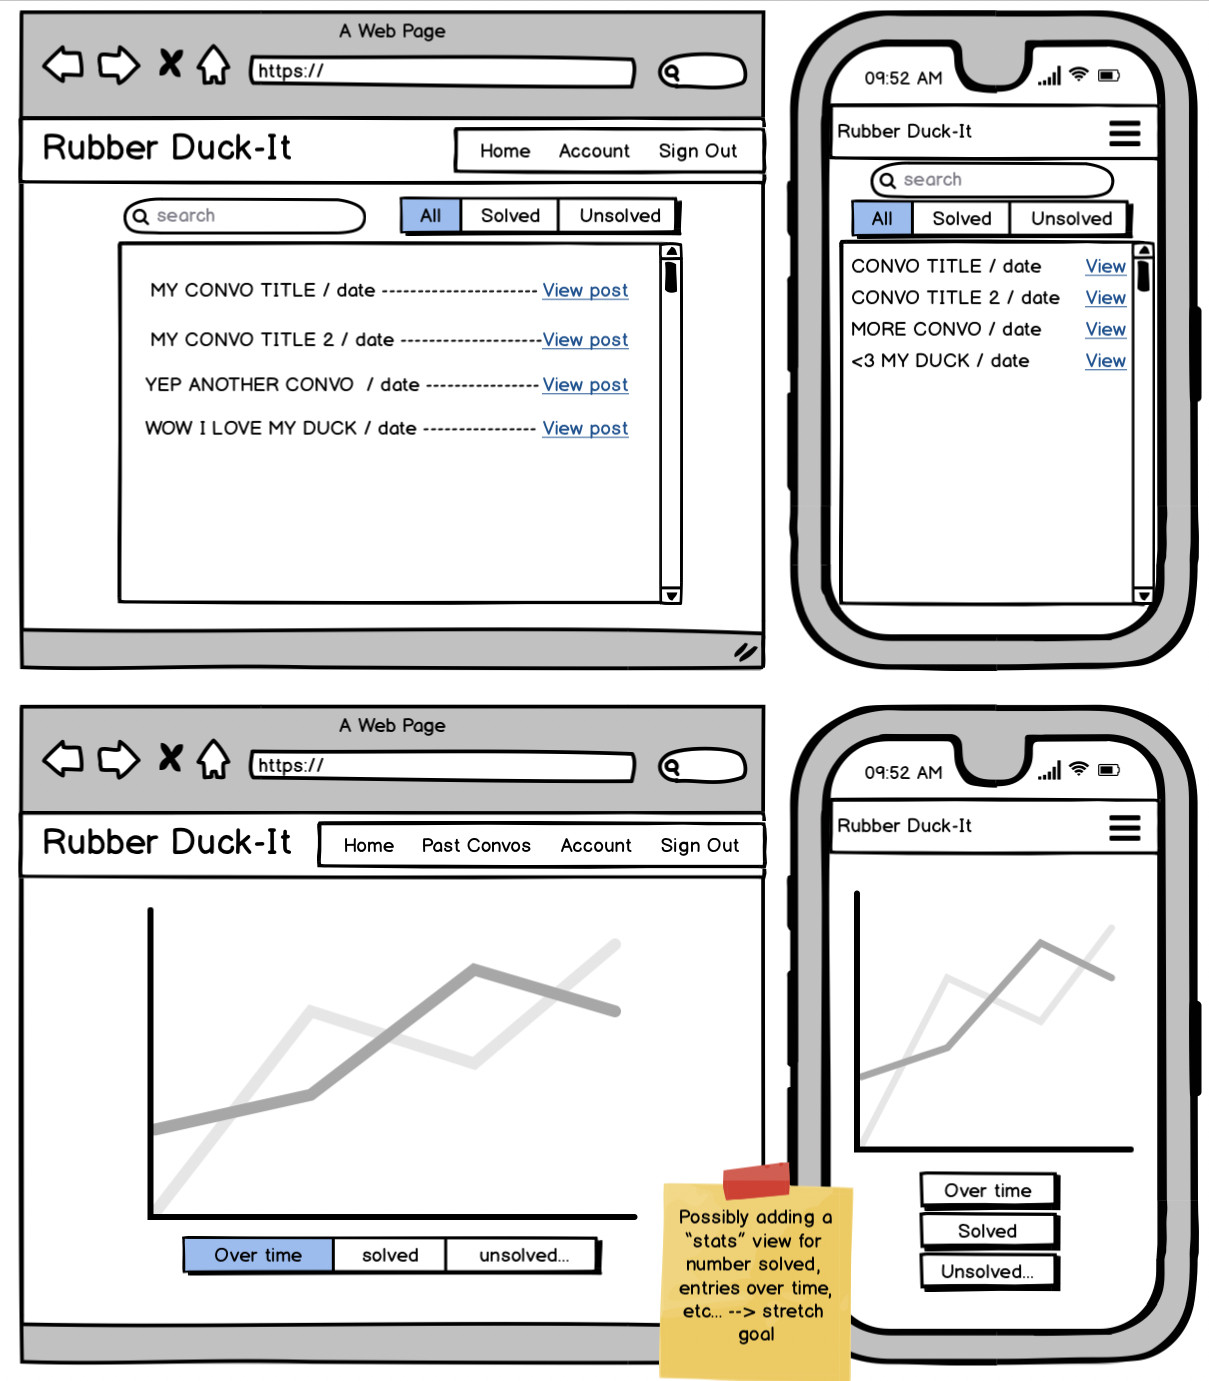 A Web Page
https://
Rubber Duck-It
Home Account Sign Out
search
All Solved Unsolved
MY CONVO TITLE / date ---------------------- View post
MY CONVO TITLE 2 / date --------------------View post
YEP ANOTHER CONVO / date ---------------- View post
WOW I LOVE MY DUCK / date ---------------- View post
09:52 AM
Rubber Duck-It
search
All Solved Unsolved
CONVO TITLE / date View
CONVO TITLE 2 / date View
MORE CONVO / date View
<3 MY DUCK / date View
A Web Page
https://
Rubber Duck-It
Home Past Convos Account Sign Out
Over time solved unsolved...
09:52 AM
Rubber Duck-It
Over time
Solved
Unsolved...
Possibly adding a
"stats" view for
number solved,
entries over time,
etc... --> stretch
goal